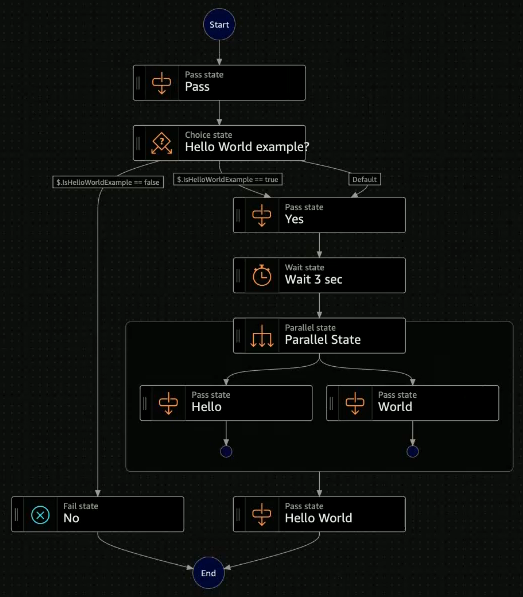 Start
Pass state
Pass
Choice state
Hello World example?
$.IsHelloWorldExample == false
$.IsHelloWorldExample == true
Default
Pass state
Yes
Wait state
Wait 3 sec
Parallel state
Parallel State
Pass state
Hello
Pass state
World
Fail state
No
Pass state
Hello World
End